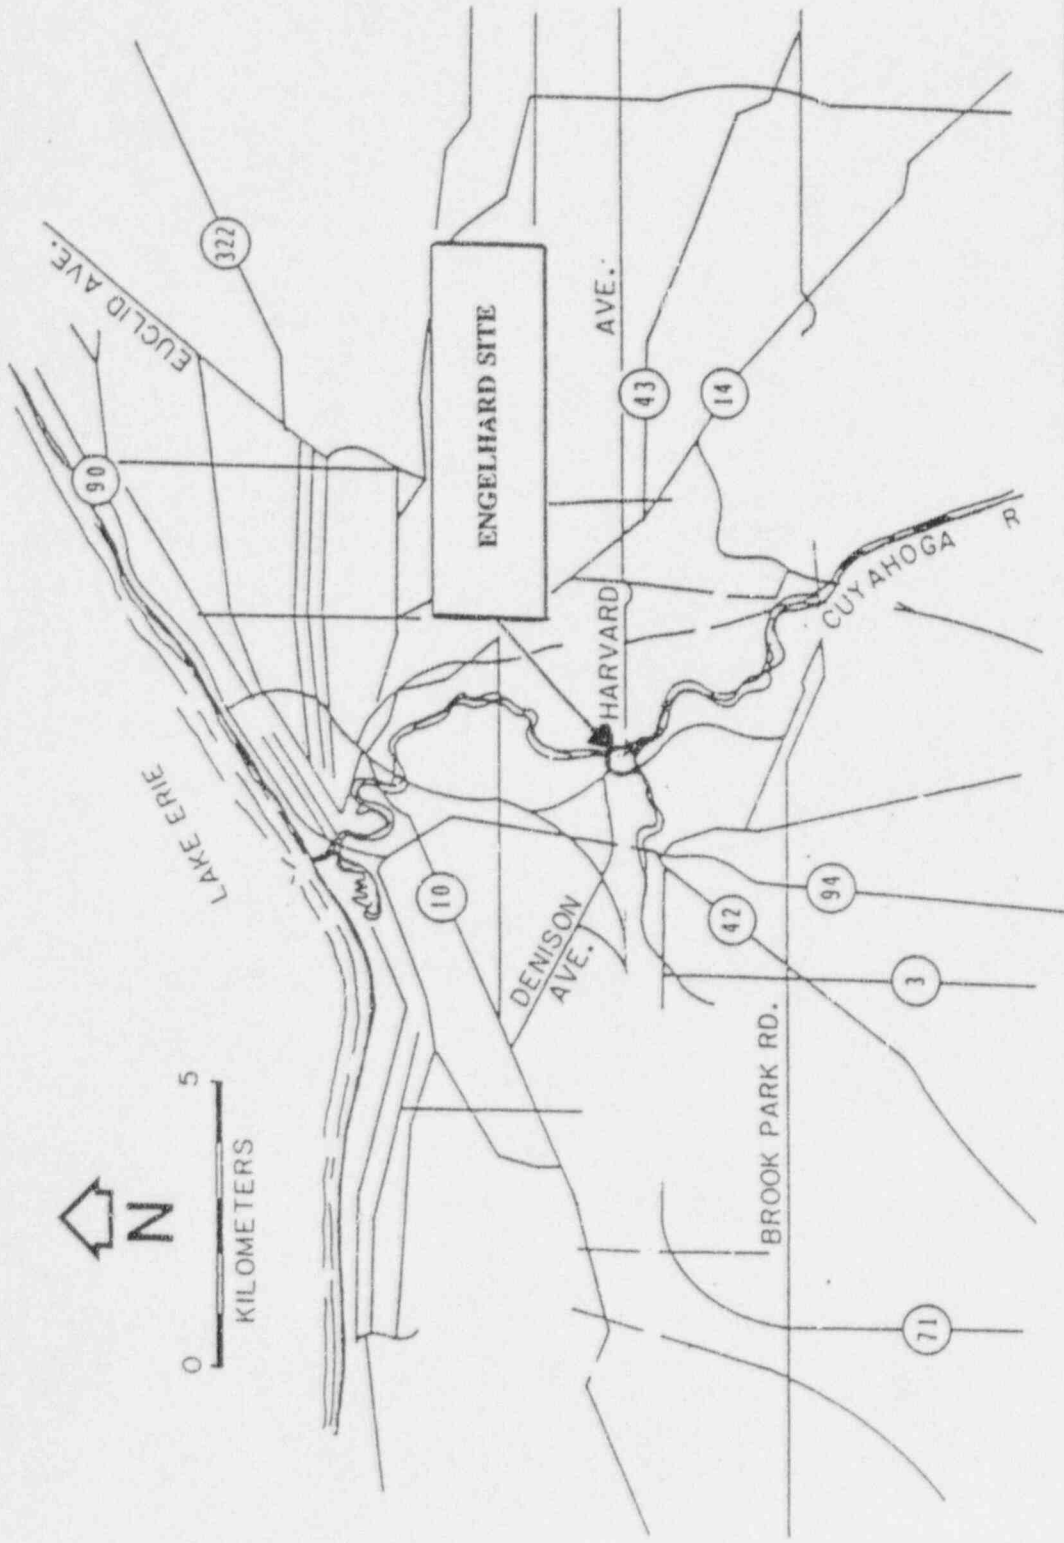 N
0 5
KILOMETERS
LAKE ERIE
90
EUCLID AVE.
322
10
ENGELHARD SITE
DENISON
AVE.
HARVARD
AVE.
43
14
42
94
3
71
BROOK PARK RD.
CUYAHOGA
R